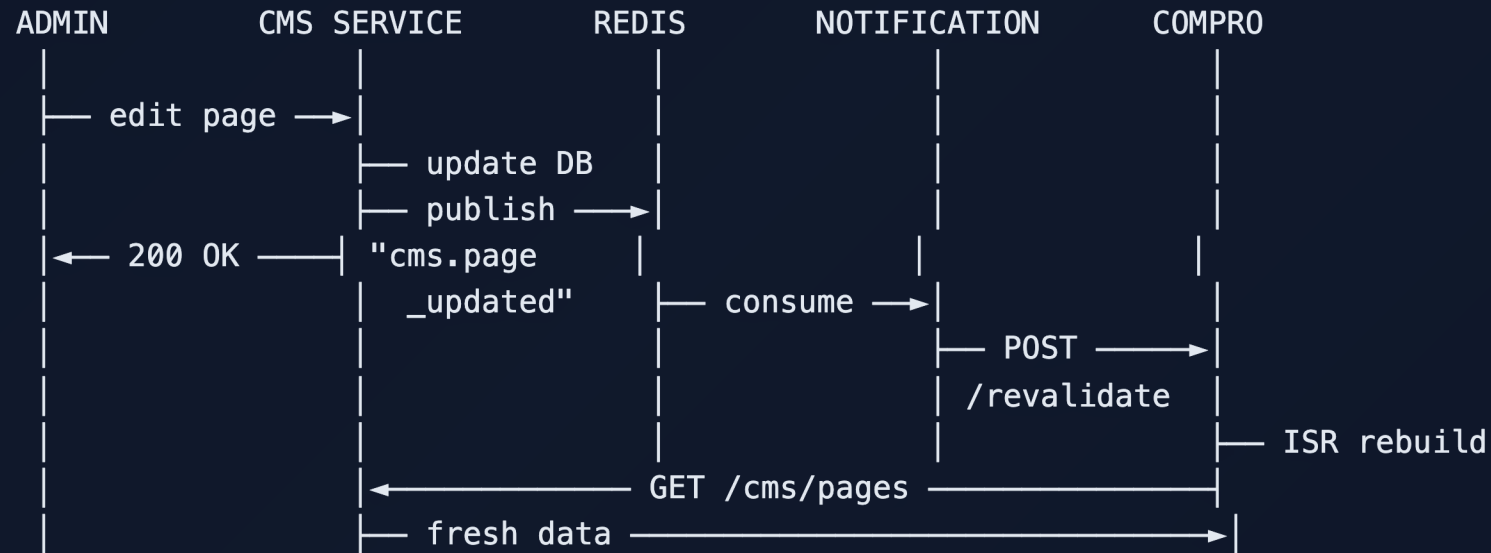 ADMIN CMS SERVICE REDIS NOTIFICATION COMPRO
edit page
update DB
publish
200 OK "cms.page
_updated" consume
POST
/revalidate
ISR rebuild
GET /cms/pages
fresh data